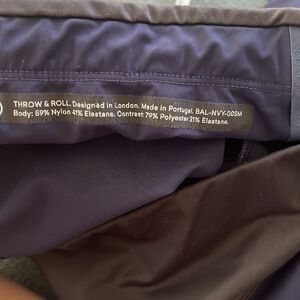 THROW & ROLL. Designed in London. Made in Portugal. BAL-NVY-005M
Body: 59% Nylon 41% Elastane. Contrast: 79% Polyester 21% Elastane.